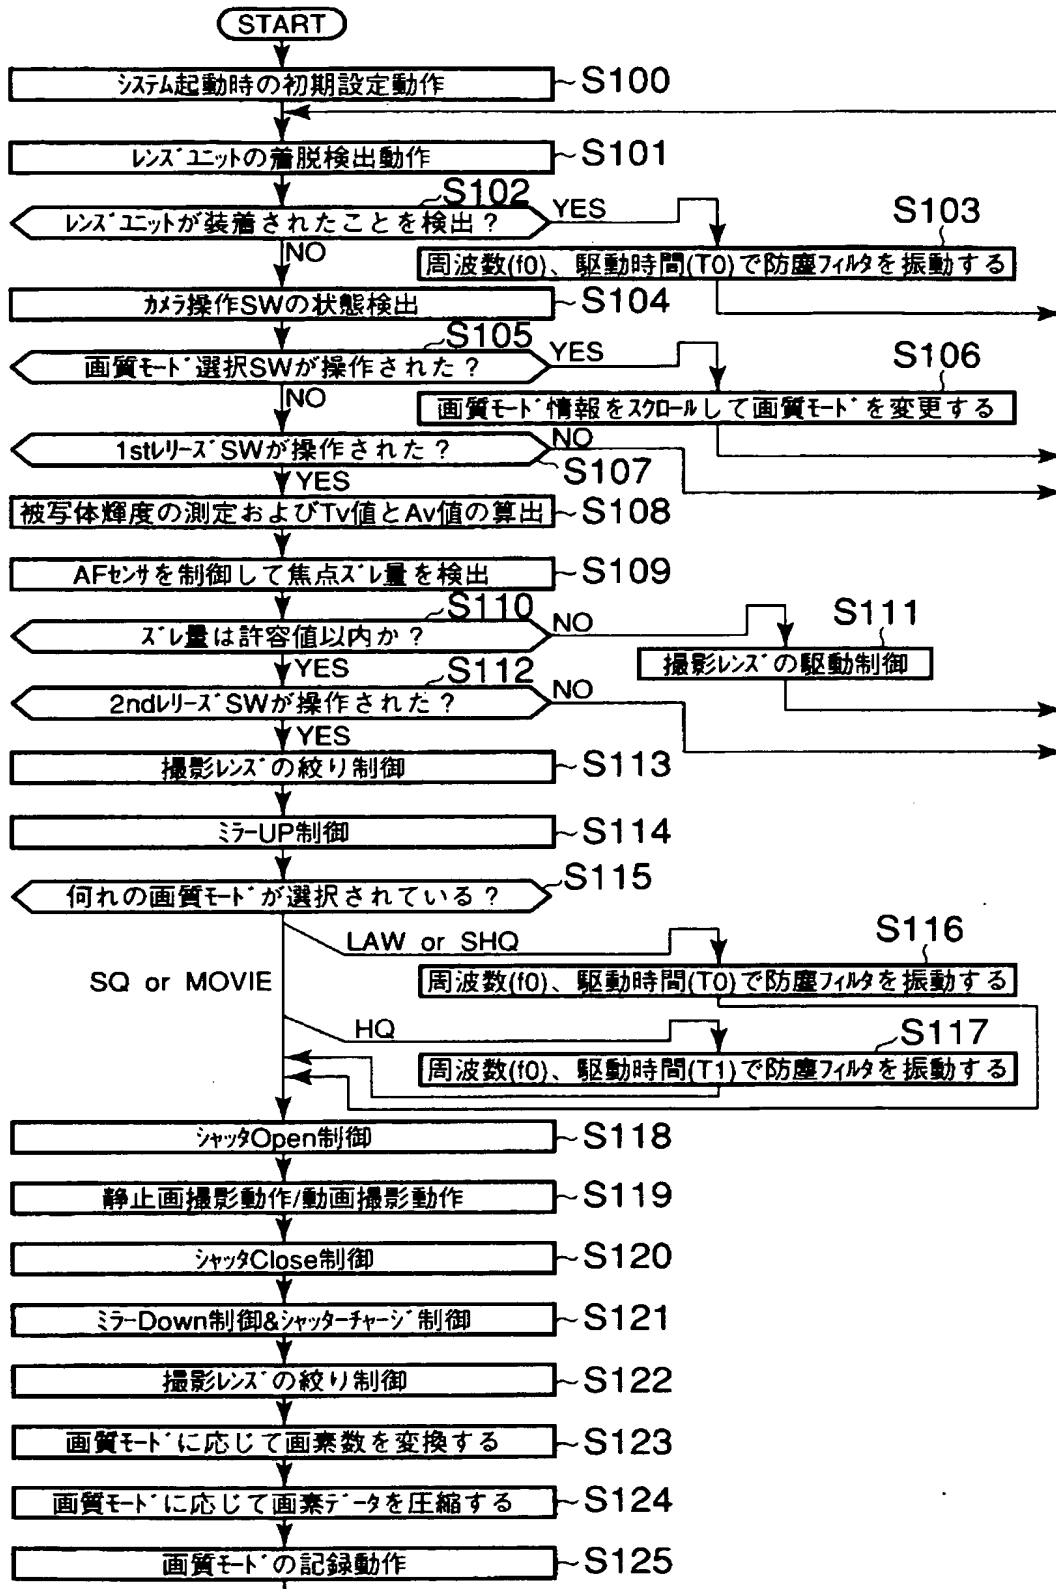 START
システム起動時の初期設定動作
S100
レンズユニットの着脱検出動作
S101
S102
レンズユニットが装着されたことを検出？
YES
S103
NO
周波数(f0)、駆動時間(T0)で防塵フィルタを振動する
カメラ操作SWの状態検出
S104
S105
画質モード選択SWが操作された？
YES
S106
NO
画質モード情報をスクロールして画質モードを変更する
1stレリーズSWが操作された？
NO
S107
YES
被写体輝度の測定およびTv値とAv値の算出
S108
AFセンサを制御して焦点ズレ量を検出
S109
S110
ズレ量は許容値以内か？
NO
S111
YES
撮影レンズの駆動制御
S112
2ndレリーズSWが操作された？
NO
YES
撮影レンズの絞り制御
S113
ミラーUP制御
S114
何れの画質モードが選択されている？
S115
LAW or SHQ
S116
SQ or MOVIE
周波数(f0)、駆動時間(T0)で防塵フィルタを振動する
HQ
S117
周波数(f0)、駆動時間(T1)で防塵フィルタを振動する
シャッタOpen制御
S118
静止画撮影動作/動画撮影動作
S119
シャッタClose制御
S120
ミラーDown制御&シャッターチャージ制御
S121
撮影レンズの絞り制御
S122
画質モードに応じて画素数を変換する
S123
画質モードに応じて画素データを圧縮する
S124
画質モードの記録動作
S125